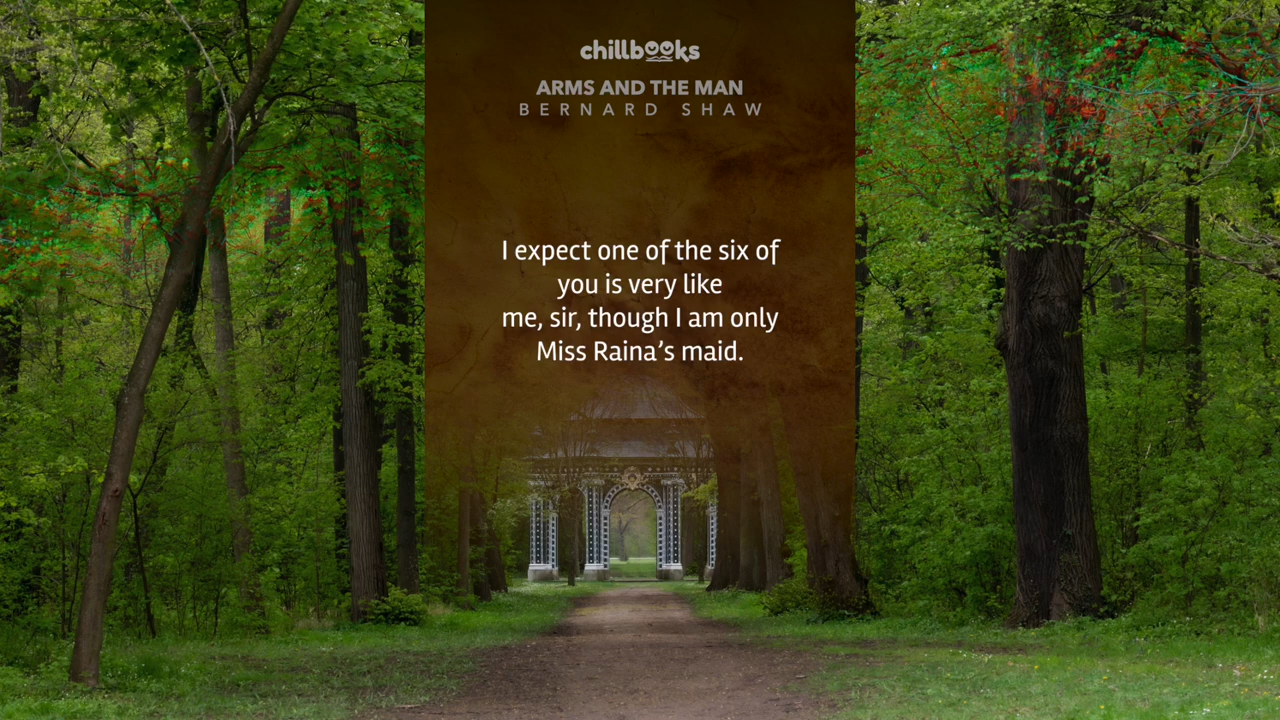 chillbooks
ARMS AND THE MAN
BERNARD SHAW
I expect one of the six of
you is very like
me, sir, though I am only
Miss Raina’s maid.